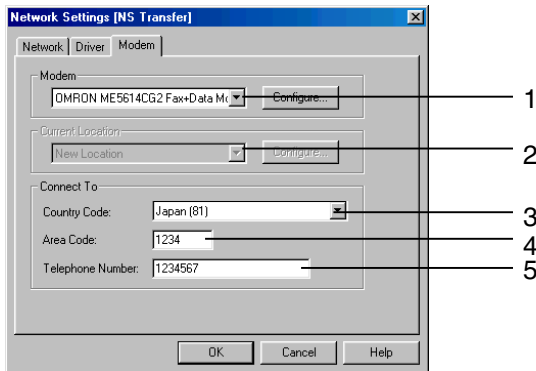 Network Settings [NS Transfer]
Network Driver Modem
Modem
OMRON ME5614CG2 Fax+Data Mc Configure... 1
Current Location
New Location Configure... 2
Connect To
Country Code: Japan (81) 3
Area Code: 1234 4
Telephone Number: 1234567 5
OK Cancel Help